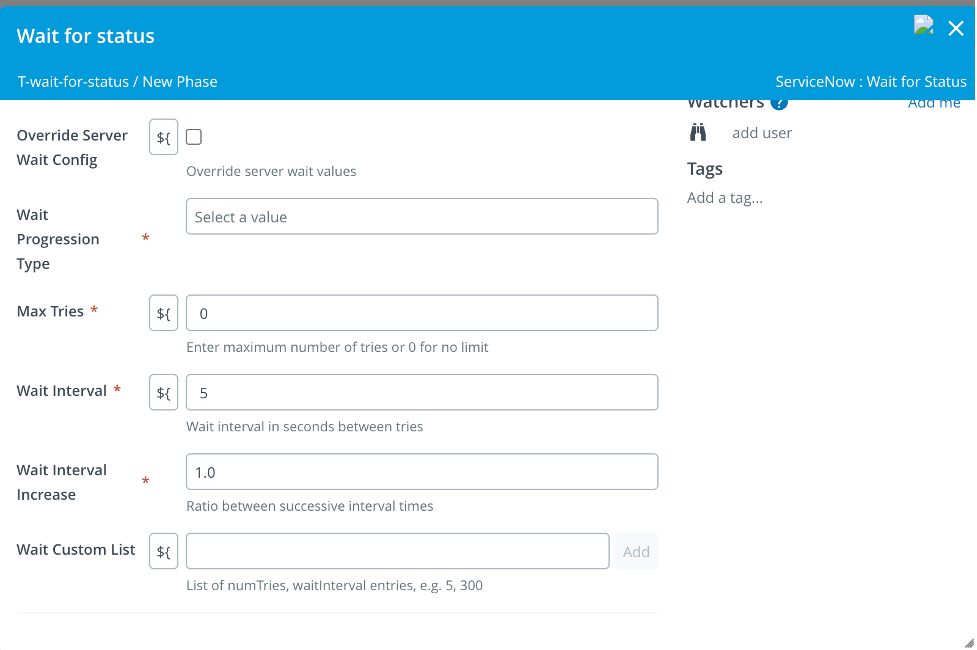 Wait for status
T-wait-for-status / New Phase
ServiceNow : Wait for Status
Override Server
Wait Config
${
Override server wait values
Wait
Progression
Type
*
Select a value
Max Tries *
${
0
Enter maximum number of tries or 0 for no limit
Wait Interval *
${
5
Wait interval in seconds between tries
Wait Interval
Increase
*
1.0
Ratio between successive interval times
Wait Custom List
${
Add
List of numTries, waitInterval entries, e.g. 5, 300
Watchers ?
Add me
add user
Tags
Add a tag...